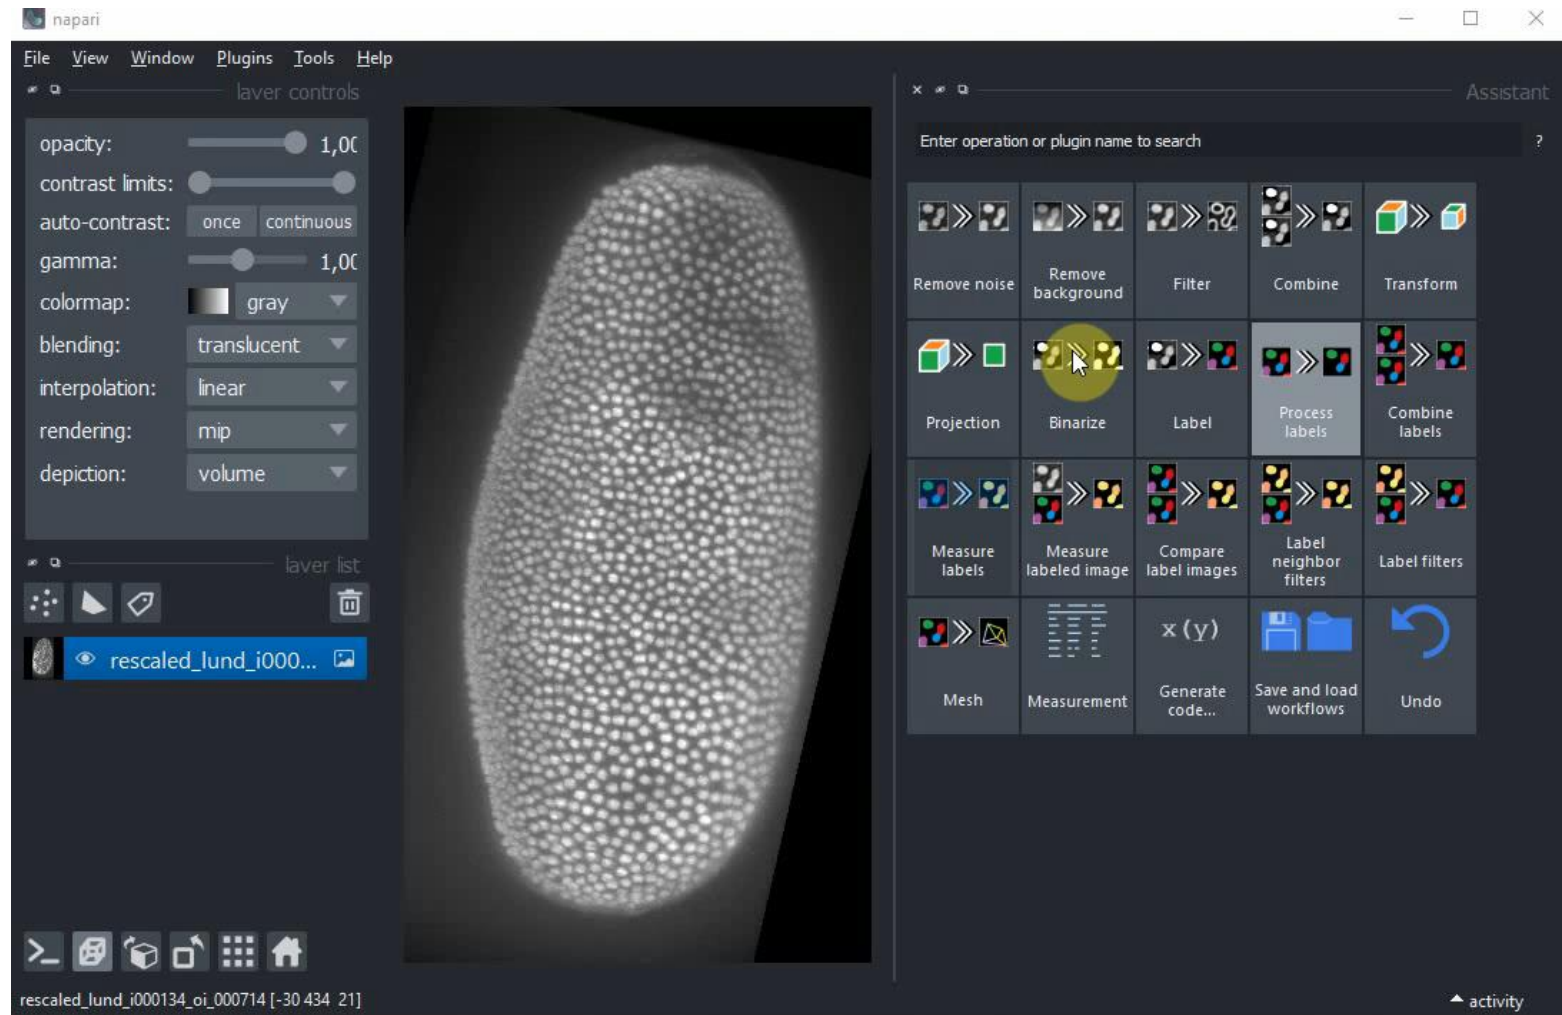 napari
File View Window Plugins Tools Help
layer controls
Assistant
opacity: 1,00
contrast limits:
auto-contrast: once continuous
gamma: 1,00
colormap: gray
blending: translucent
interpolation: linear
rendering: mip
depiction: volume
layer list
rescaled_lund_i000...
Enter operation or plugin name to search ?
Remove noise
Remove
background
Filter
Combine
Transform
Projection
Binarize
Label
Process
labels
Combine
labels
Measure
labels
Measure
labeled image
Compare
label images
Label
neighbor
filters
Label filters
Mesh
Measurement
x(y)
Generate
code...
Save and load
workflows
Undo
rescaled_lund_i000134_oi_000714 [-30 434 21]
activity